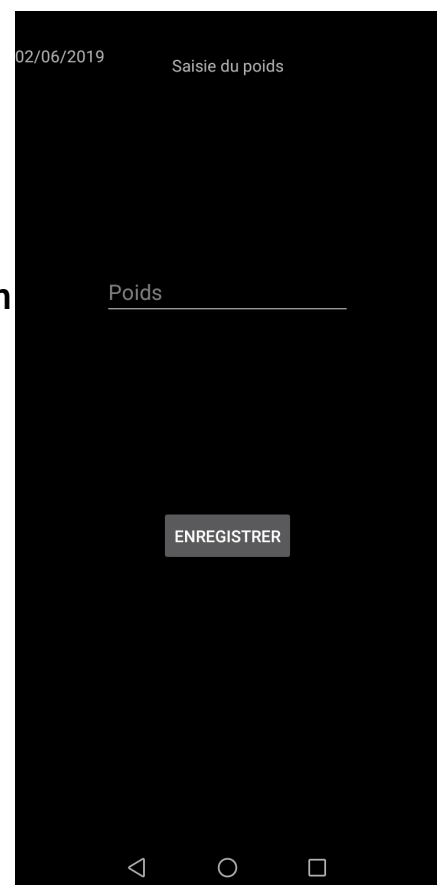 02/06/2019
Saisie du poids
n
Poids
ENREGISTRER